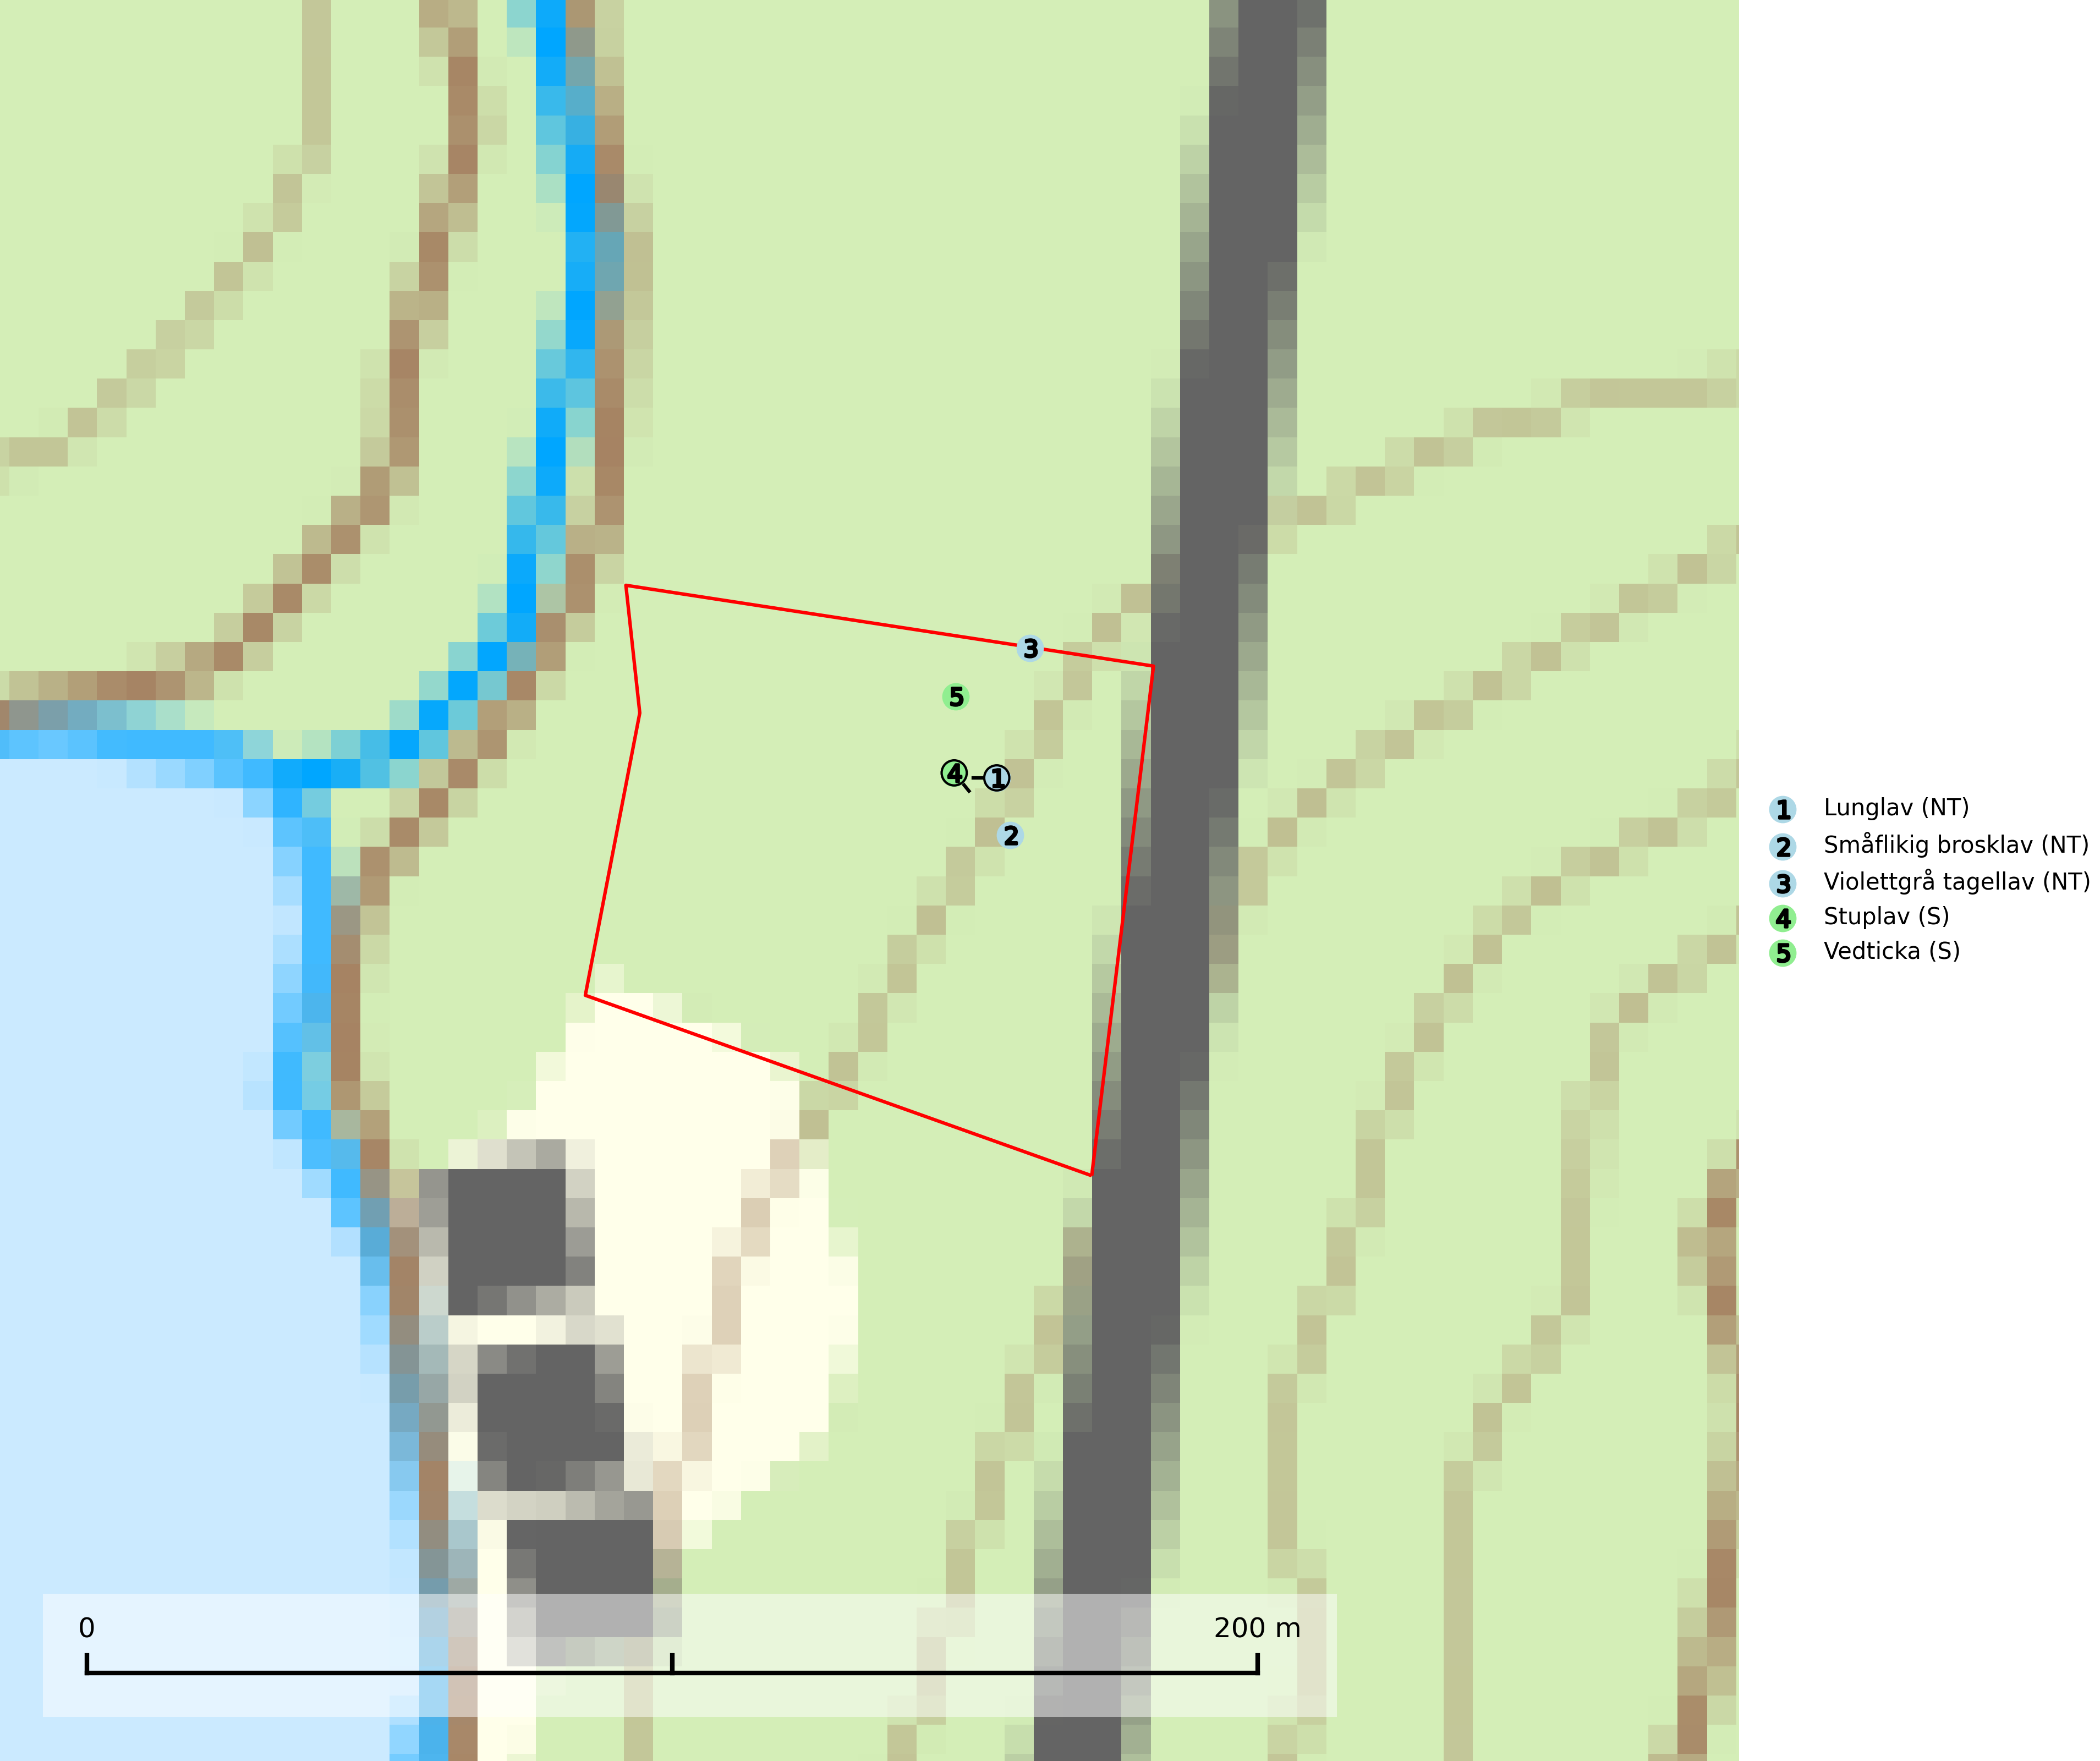 3
5
4 1
2
1 Lunglav (NT)
2 Småflikig brosklav (NT)
3 Violettgrå tagellav (NT)
4 Stuplav (S)
5 Vedticka (S)
0 200 m